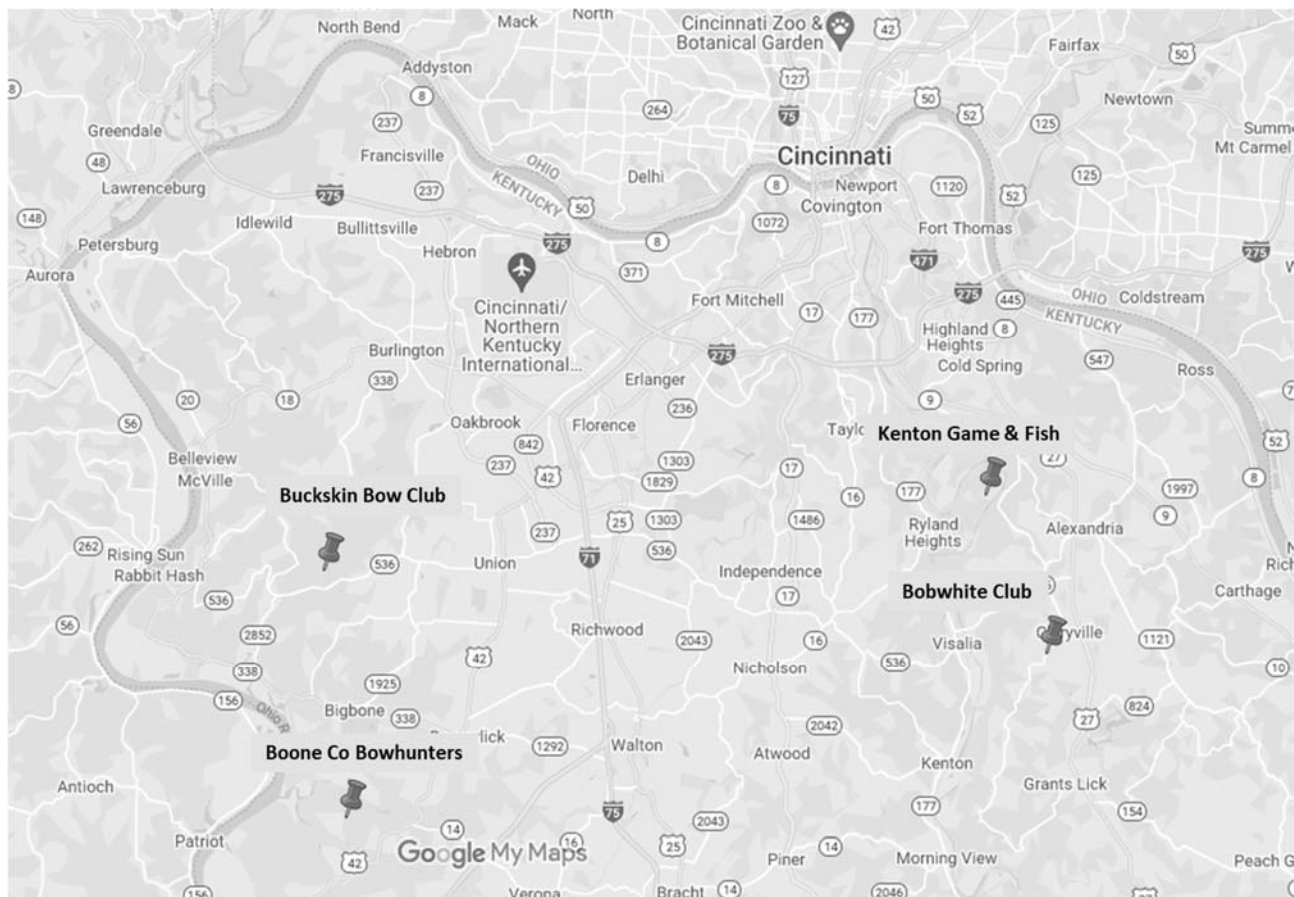 North Bend
Mack
North
Cincinnati Zoo &
Botanical Garden
42
Fairfax
50
Addyston
8
127
Newtown
Greendale
237
264
75
50
52
125
Summe
Mt Carmel
48
Francisville
OHIO
KENTUCKY
Delhi
Cincinnati
Lawrenceburg
275
237
8
Newport
1120
125
52
148
Idlewild
Bullittsville
50
Covington
1072
Petersburg
Hebron
275
8
Fort Thomas
275
Aurora
371
471
Cincinnati/
Northern
Kentucky
International...
Fort Mitchell
275
445
OHIO
KENTUCKY
Coldstream
17
177
Highland
Heights
8
Burlington
275
547
338
Erlanger
Cold Spring
Ross
20
18
236
9
56
Oakbrook
Florence
842
Kenton Game & Fish
52
Belleview
McVille
237
42
1303
1829
17
27
8
Buckskin Bow Club
16
177
1997
25
1303
1486
9
262
Rising Sun
Rabbit Hash
237
536
Ryland
Heights
Alexandria
536
Union
71
Independence
536
17
Bobwhite Club
Carthage
56
2852
Richwood
2043
16
Visalia
1121
338
42
Nicholson
536
10
156
1925
Bigbone
338
2042
824
27
Boone Co Bowhunters
1292
Walton
Atwood
Kenton
Antioch
Grants Lick
75
177
154
Patriot
14
2043
42
16
25
Google My Maps
Piner
14
Morning View
156
Verona
Bracht
14
2046